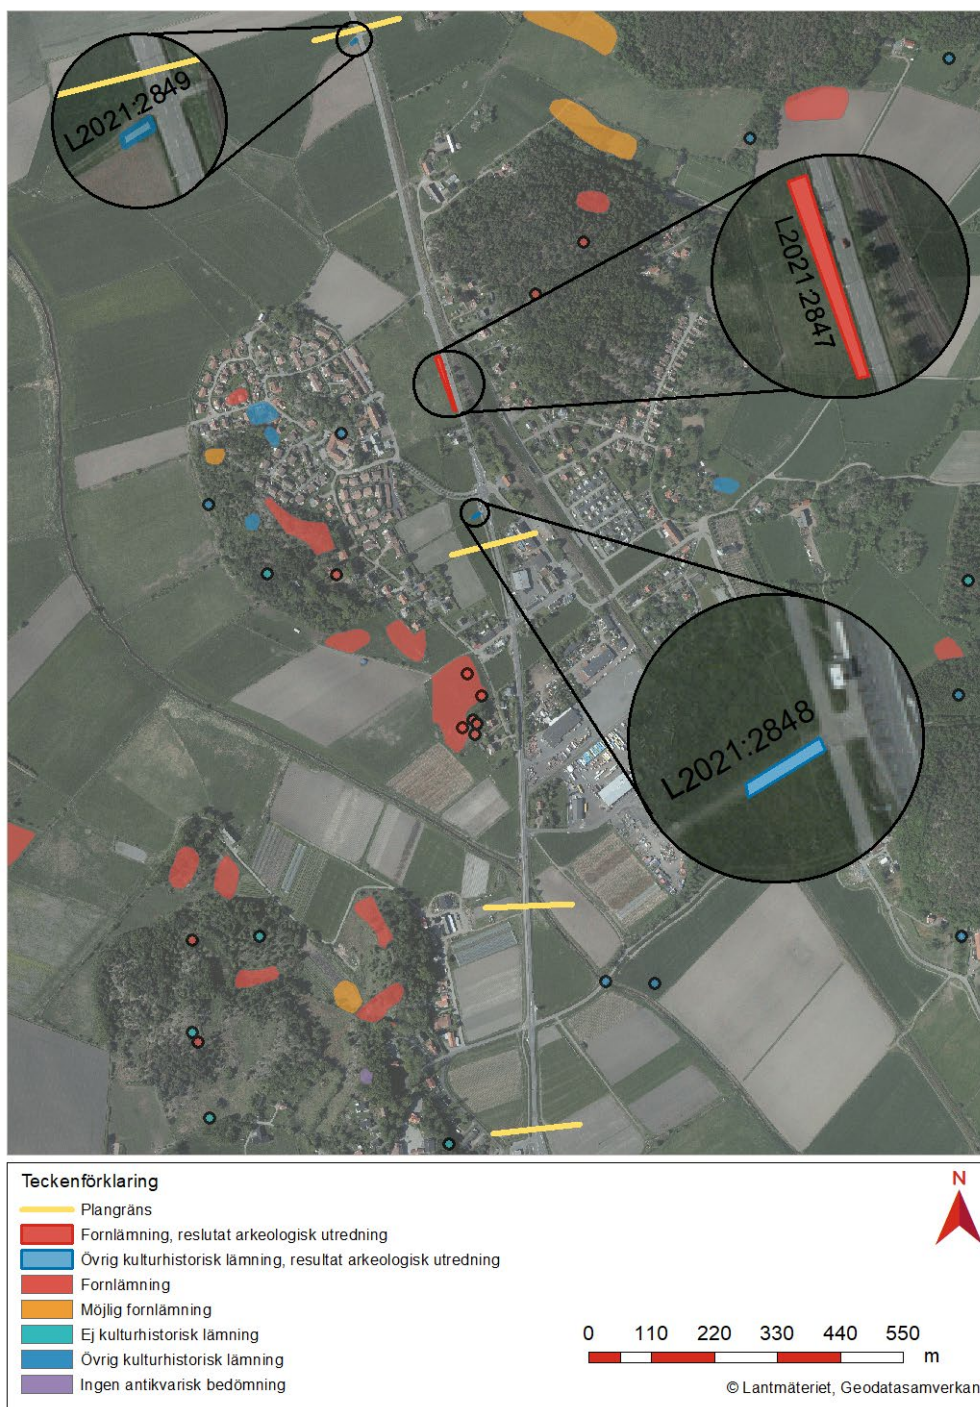 L2021:2849
L2021:2847
L2021:2848
Teckenförklaring
Plangräns
Fornlämning, reslutat arkeologisk utredning
Övrig kulturhistorisk lämning, resultat arkeologisk utredning
Fornlämning
Möjlig fornlämning
Ej kulturhistorisk lämning
Övrig kulturhistorisk lämning
Ingen antikvarisk bedömning
N
0 110 220 330 440 550
m
© Lantmäteriet, Geodatasamverkan